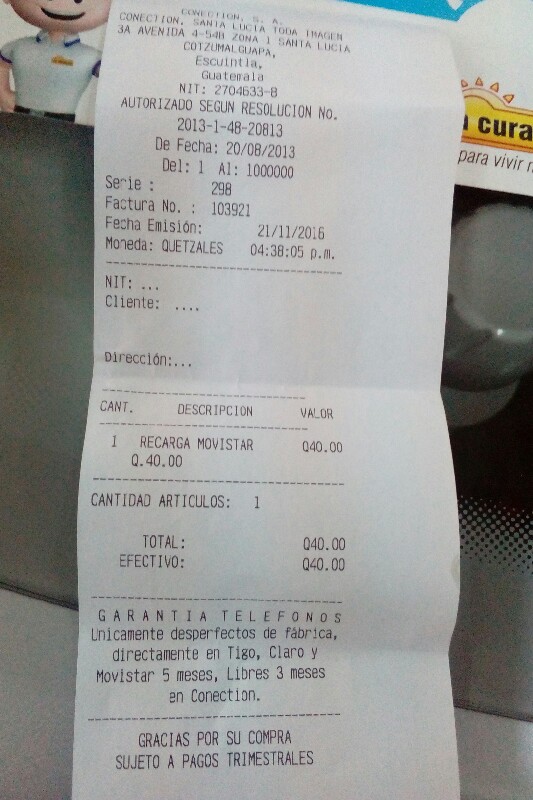 CONECTION, S. A.
CONECTION, SANTA LUCIA TODA IMAGEN
3A AVENIDA 4-54B ZONA 1 SANTA LUCIA
COTZUMALGUAPA,
Escuintla,
Guatemala
NIT: 2704633-8
AUTORIZADO SEGUN RESOLUCION No.
2013-1-48-20813
De Fecha: 20/08/2013
Del: 1 Al: 1000000
Serie : 298
Factura No. : 103921
Fecha Emisión: 21/11/2016
Moneda: QUETZALES 04:38:05 p.m.
NIT: ...
Cliente: ....
Dirección:...
CANT. DESCRIPCION VALOR
1 RECARGA MOVISTAR Q40.00
Q.40.00
CANTIDAD ARTICULOS: 1
TOTAL: Q40.00
EFECTIVO: Q40.00
G A R A N T I A T E L E F O N O S
Unicamente desperfectos de fábrica,
directamente en Tigo, Claro y
Movistar 5 meses, Libres 3 meses
en Conection.
GRACIAS POR SU COMPRA
SUJETO A PAGOS TRIMESTRALES
cura
para vivir